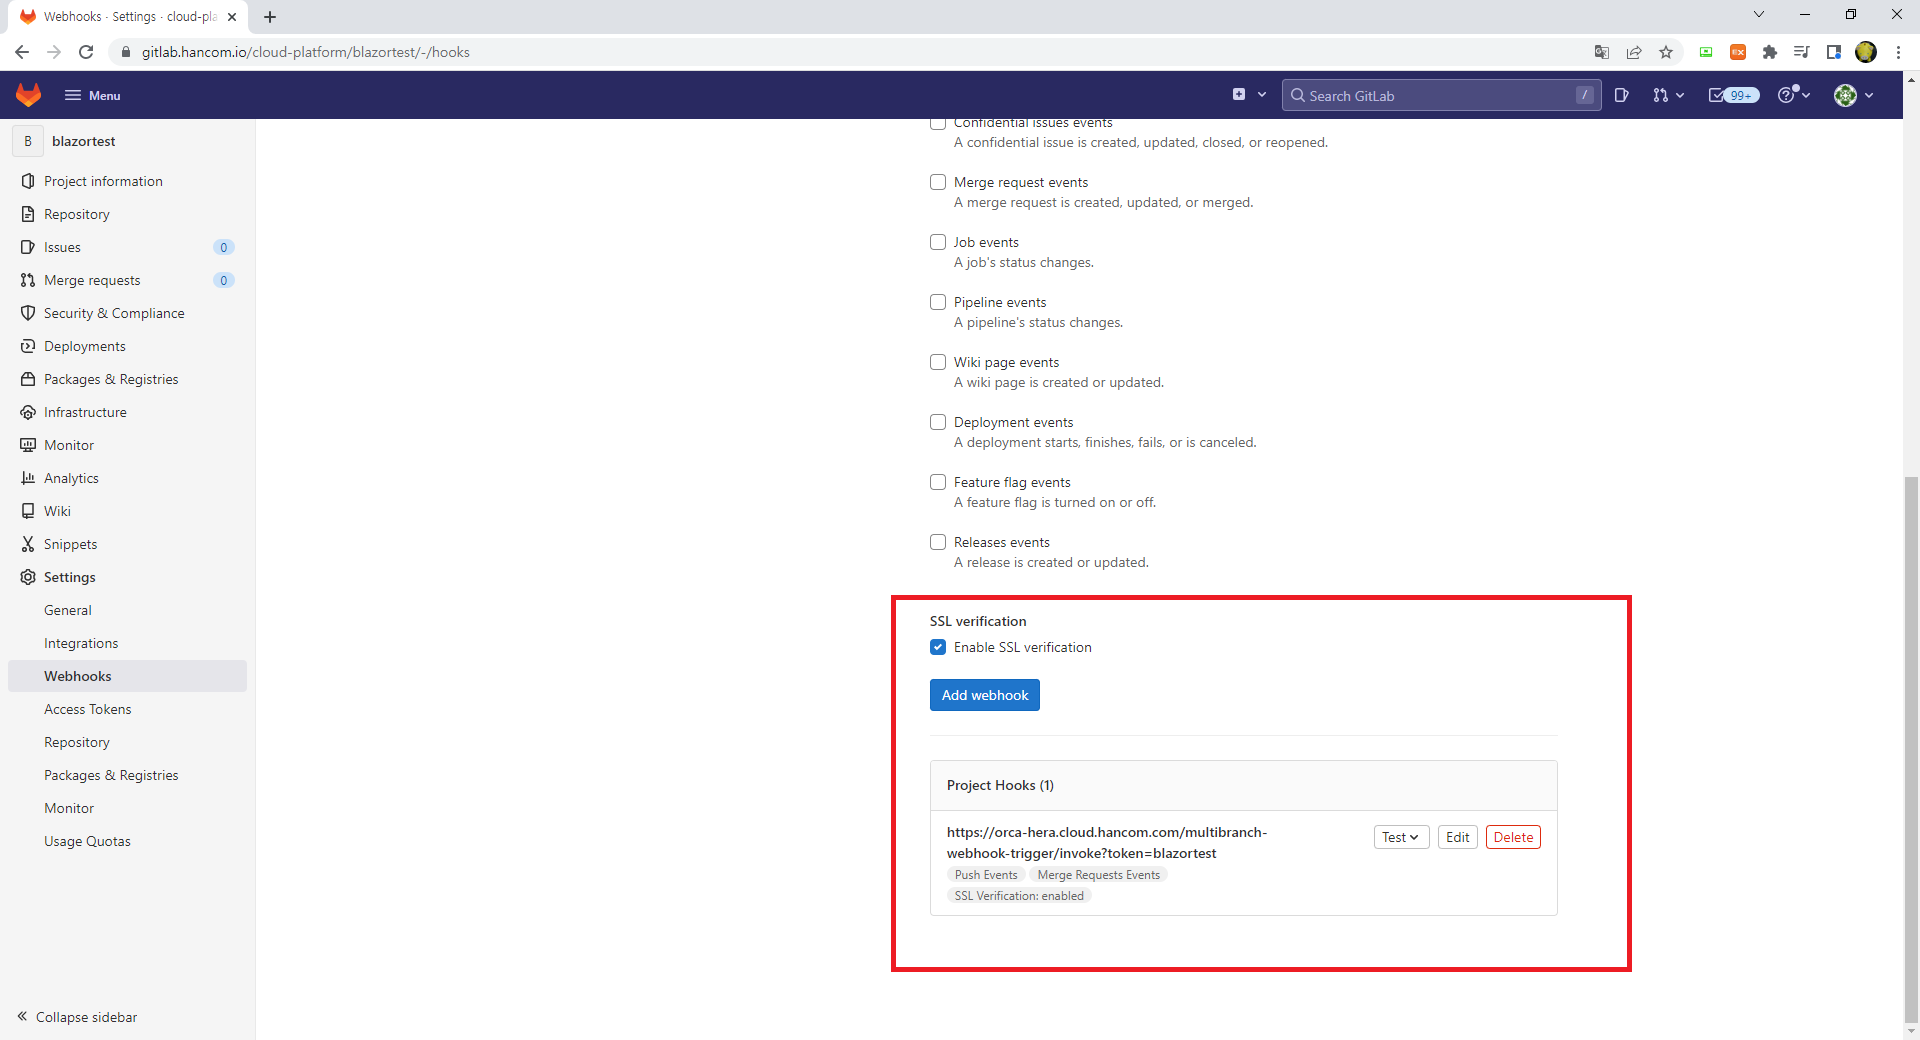 Webhooks · Settings · cloud-pla
gitlab.hancom.io/cloud-platform/blazortest/-/hooks
EX
Menu
Search GitLab
/
99+
B
blazortest
Project information
Repository
Issues
0
Merge requests
0
Security & Compliance
Deployments
Packages & Registries
Infrastructure
Monitor
Analytics
Wiki
Snippets
Settings
General
Integrations
Webhooks
Access Tokens
Repository
Packages & Registries
Monitor
Usage Quotas
Collapse sidebar
Confidential issues events
A confidential issue is created, updated, closed, or reopened.
Merge request events
A merge request is created, updated, or merged.
Job events
A job's status changes.
Pipeline events
A pipeline's status changes.
Wiki page events
A wiki page is created or updated.
Deployment events
A deployment starts, finishes, fails, or is canceled.
Feature flag events
A feature flag is turned on or off.
Releases events
A release is created or updated.
SSL verification
Enable SSL verification
Add webhook
Project Hooks (1)
https://orca-hera.cloud.hancom.com/multibranch-
webhook-trigger/invoke?token=blazortest
Test
Edit
Delete
Push Events
Merge Requests Events
SSL Verification: enabled